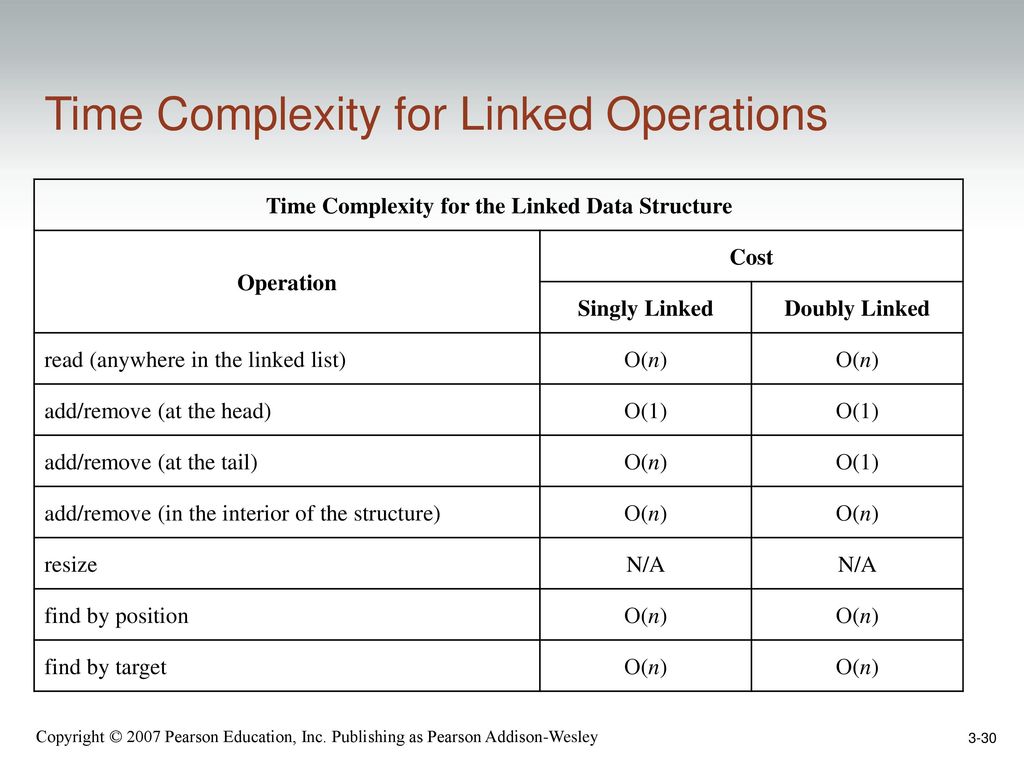 Time Complexity for Linked Operations
Time Complexity for the Linked Data Structure
Operation
Cost
Singly Linked Doubly Linked
read (anywhere in the linked list) O(n) O(n)
add/remove (at the head) O(1) O(1)
add/remove (at the tail) O(n) O(1)
add/remove (in the interior of the structure) O(n) O(n)
resize N/A N/A
find by position O(n) O(n)
find by target O(n) O(n)
Copyright © 2007 Pearson Education, Inc. Publishing as Pearson Addison-Wesley 3-30